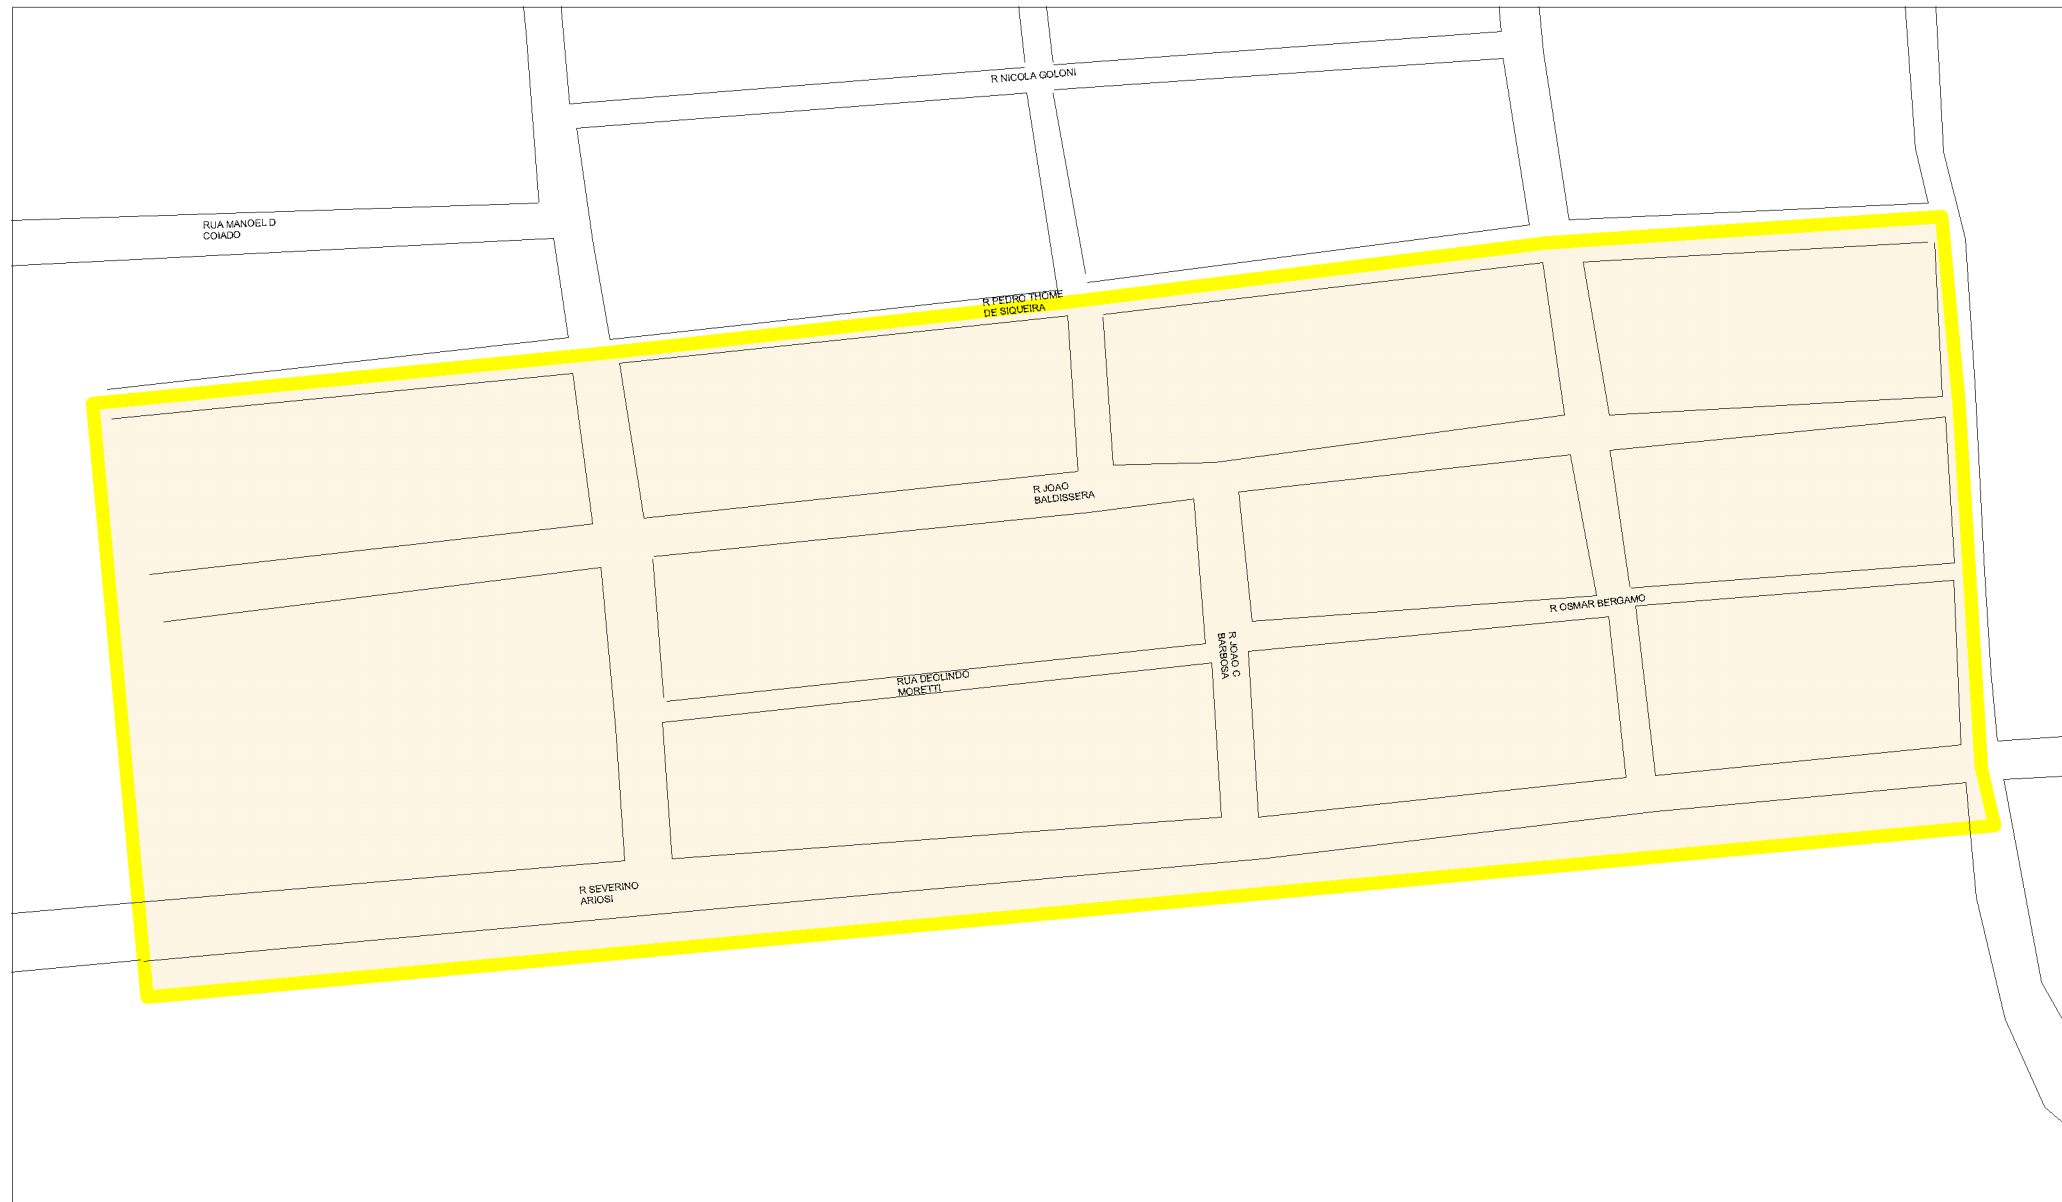 R NICOLA GOLONI
RUA MANOEL D
COIADO
R PEDRO THOME
DE SIQUEIRA
R JOAO
BALDISSERA
R OSMAR BERGAMO
R JOAO C
BARBOSA
RUA DEOLINDO
MORETTI
R SEVERINO
ARIOSI